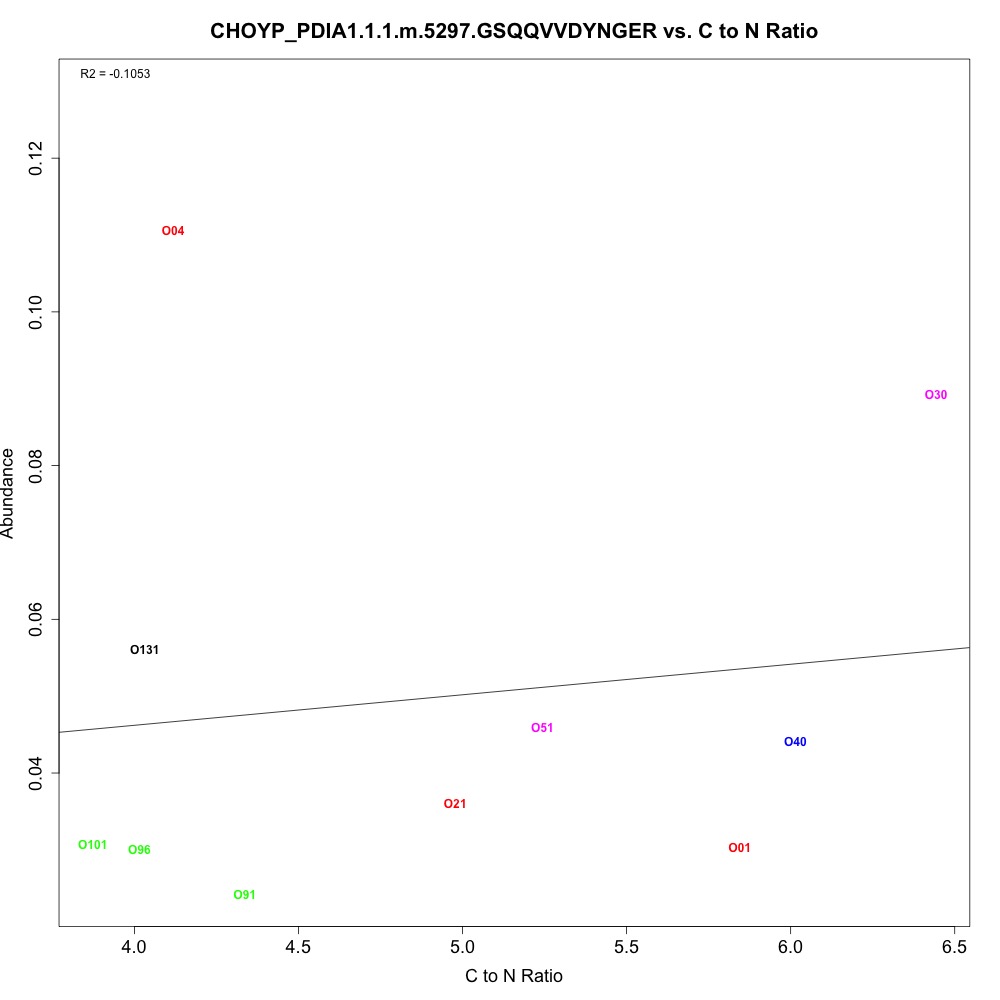 CHOYP_PDIA1.1.1.m.5297.GSQQVVDYNGER vs. C to N Ratio
R2 = -0.1053
0.12
O04
0.10
O30
0.08
Abundance
0.06
O131
O51
O40
0.04
O21
O101
O96
O01
O91
4.0
4.5
5.0
5.5
6.0
6.5
C to N Ratio